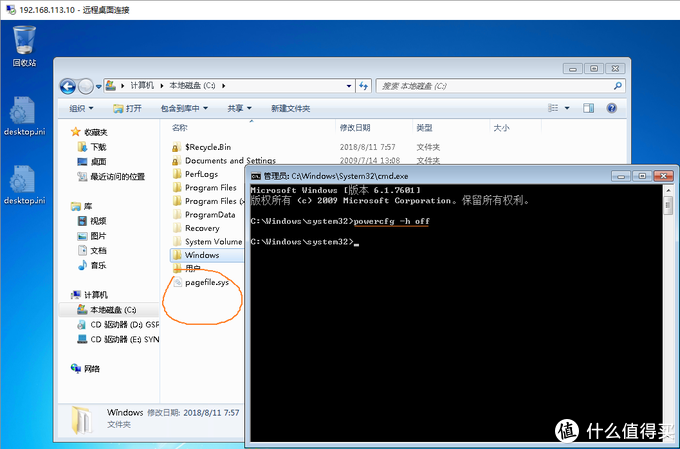 192.168.113.10 - 远程桌面连接
回收站
desktop.ini
desktop.ini
计算机 本地磁盘 (C:)
搜索 本地磁盘 (C:)
组织 打开 包含到库中 共享 新建文件夹
收藏夹
下载
桌面
最近访问的位置
库
视频
图片
文档
音乐
计算机
本地磁盘 (C:)
CD 驱动器 (D:) GSP
CD 驱动器 (E:) SYN
网络
名称 修改日期 类型 大小
$Recycle.Bin 2018/8/11 7:57 文件夹
Documents and Settings 2009/7/14 13:08 文件夹
PerfLogs
Program Files
Program Files
ProgramData
Recovery
System Volume
Windows
用户
pagefile.sys
管理员: C:\Windows\System32\cmd.exe
Microsoft Windows [版本 6.1.7601]
版权所有 (c) 2009 Microsoft Corporation。保留所有权利。
C:\Windows\system32>powercfg -h off
C:\Windows\system32>
Windows 修改日期: 2018/8/11 7:57
文件夹
值 什么值得买